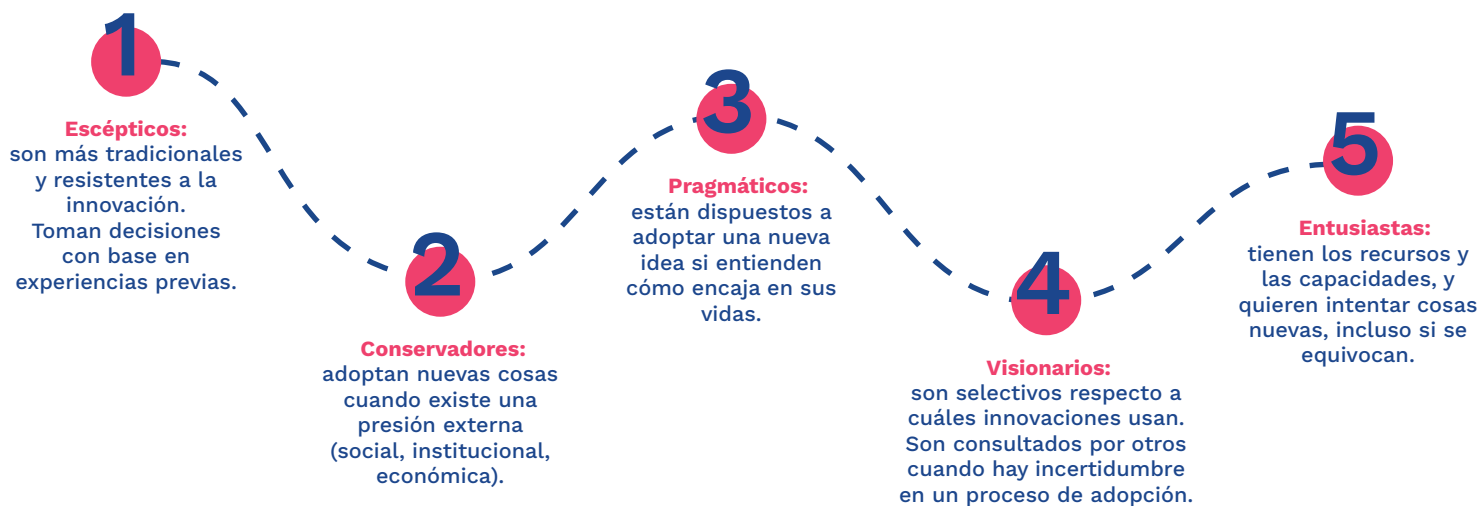 1
Escépticos:
son más tradicionales
y resistentes a la
innovación.
Toman decisiones
con base en
experiencias previas.
2
Conservadores:
adoptan nuevas cosas
cuando existe una
presión externa
(social, institucional,
económica).
3
Pragmáticos:
están dispuestos a
adoptar una nueva
idea si entienden
cómo encaja en sus
vidas.
4
Visionarios:
son selectivos respecto a
cuáles innovaciones usan.
Son consultados por otros
cuando hay incertidumbre
en un proceso de adopción.
5
Entusiastas:
tienen los recursos y
las capacidades, y
quieren intentar cosas
nuevas, incluso si se
equivocan.